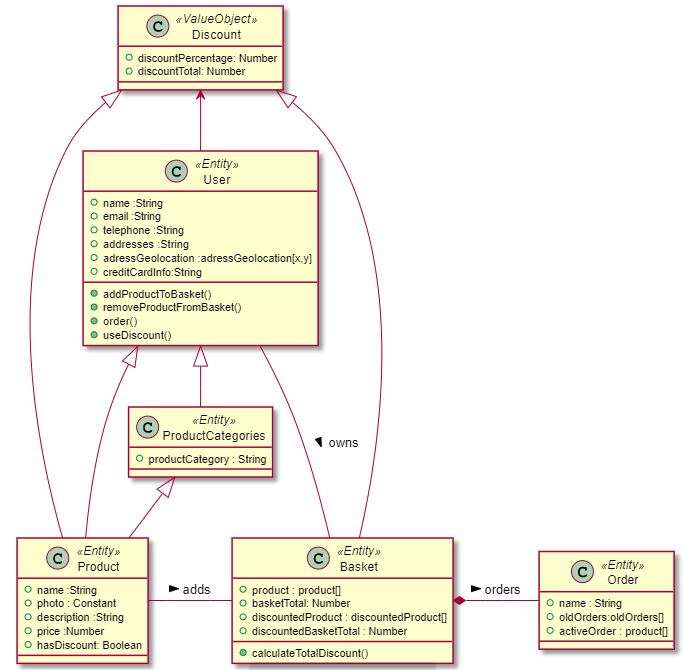 C «ValueObject»
Discount
discountPercentage: Number
discountTotal: Number
C «Entity»
User
name :String
email :String
telephone :String
addresses :String
adressGeolocation :adressGeolocation[x,y]
creditCardInfo:String
addProductToBasket()
removeProductFromBasket()
order()
useDiscount()
C «Entity»
ProductCategories
productCategory : String
owns
C «Entity»
Product
name :String
photo : Constant
description :String
price :Number
hasDiscount: Boolean
adds
C «Entity»
Basket
product : product[]
basketTotal: Number
discountedProduct : discountedProduct[]
discountedBasketTotal : Number
calculateTotalDiscount()
orders
C «Entity»
Order
name : String
oldOrders:oldOrders[]
activeOrder : product[]